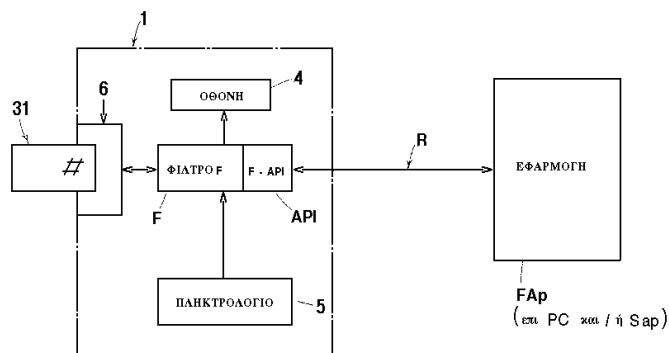 1
4
6
31
ΟΘΟΝΗ
R
ΦΙΛΤΡΟ F
F - API
ΕΦΑΡΜΟΓΗ
F
API
ΠΛΗΚΤΡΟΛΟΓΙΟ
5
FAp
(επι PC και / ή Sap)